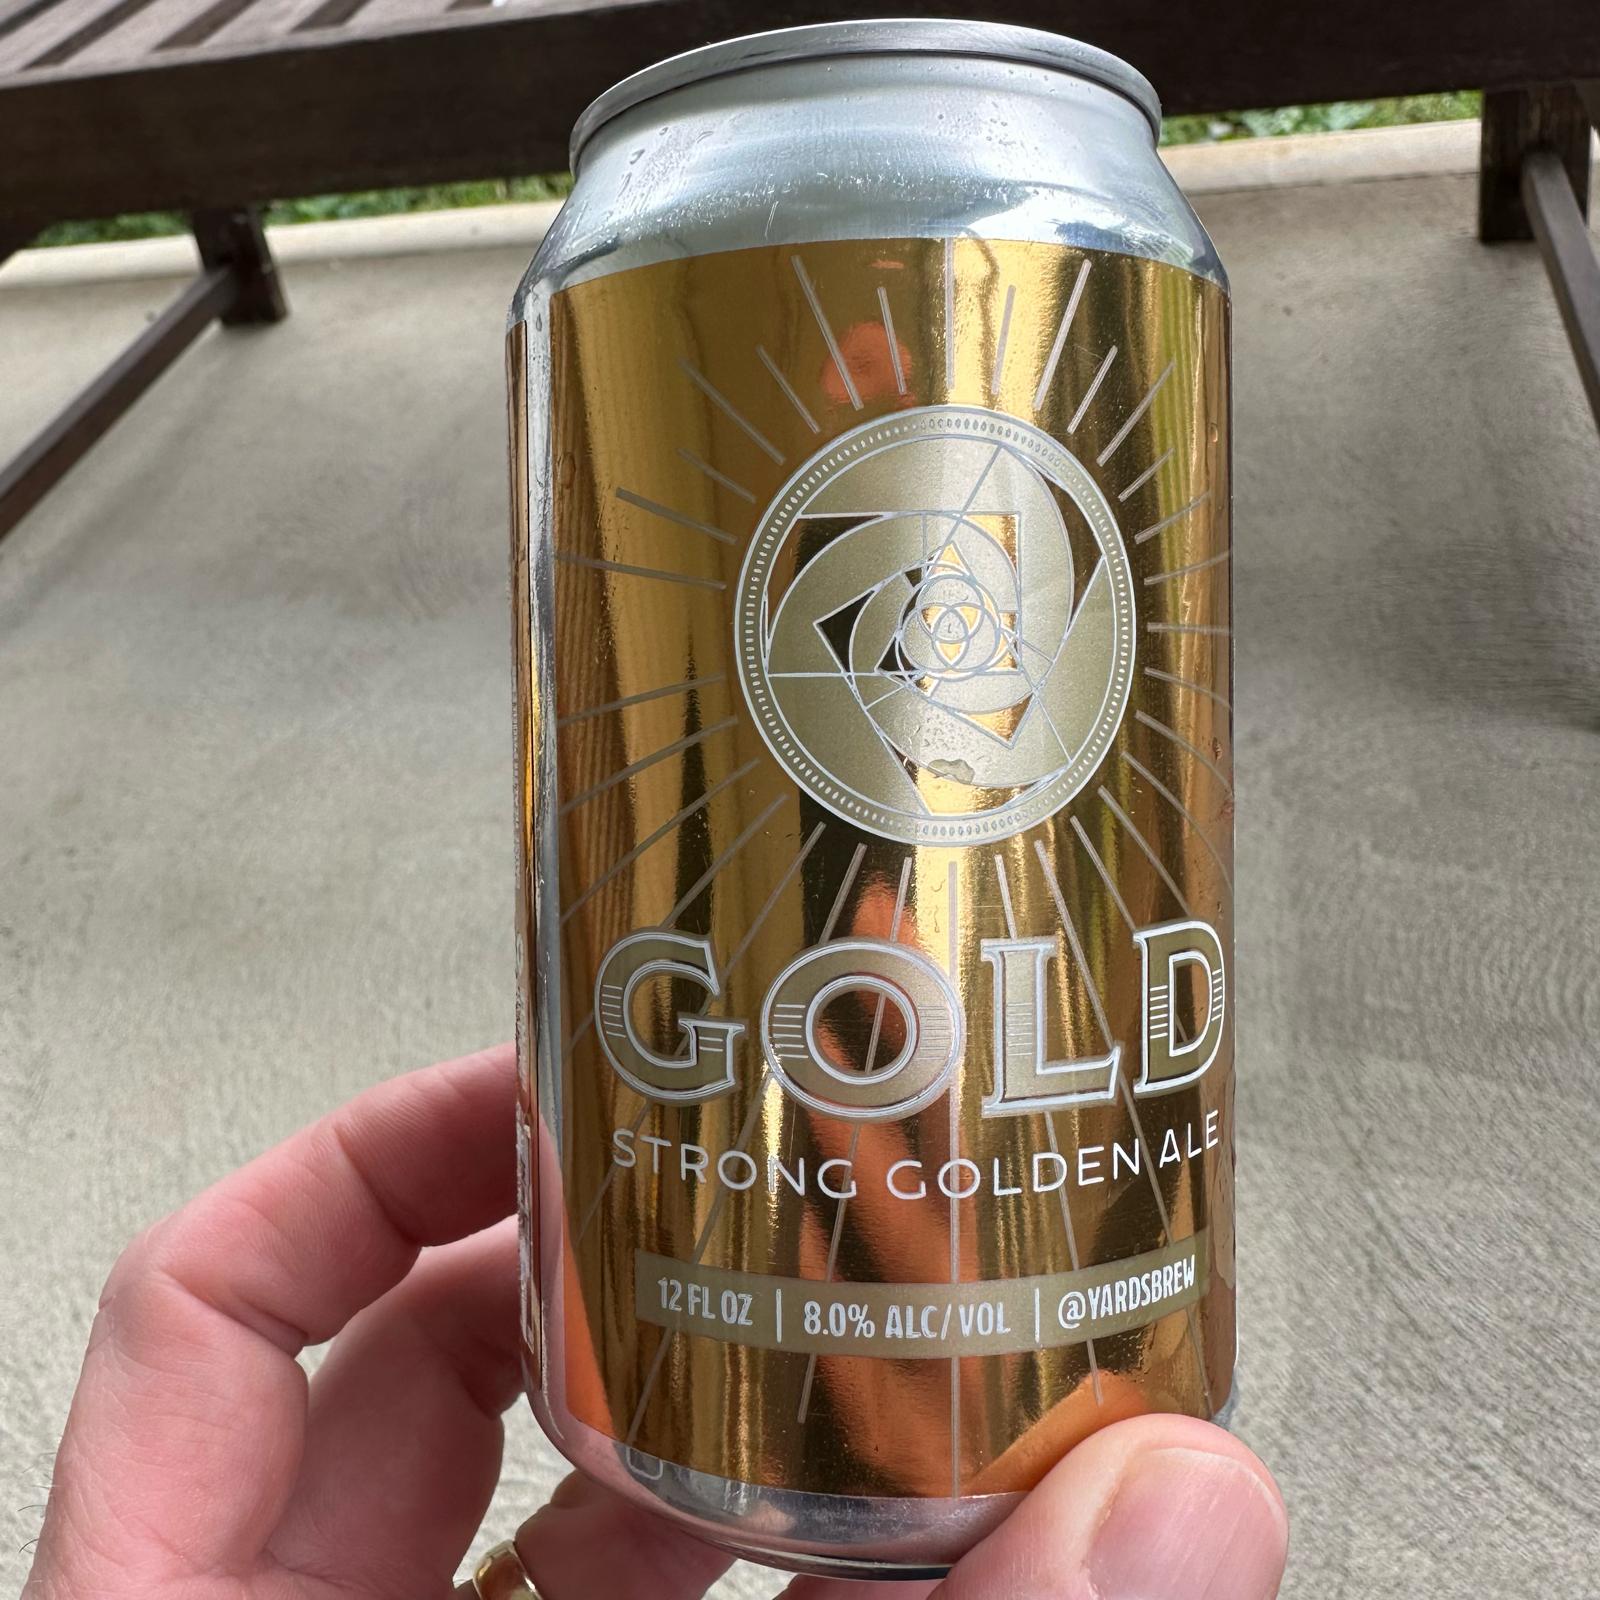 GOLD
STRONG GOLDEN ALE
12 FL OZ | 8.0% ALC/VOL | @YARDSBREW